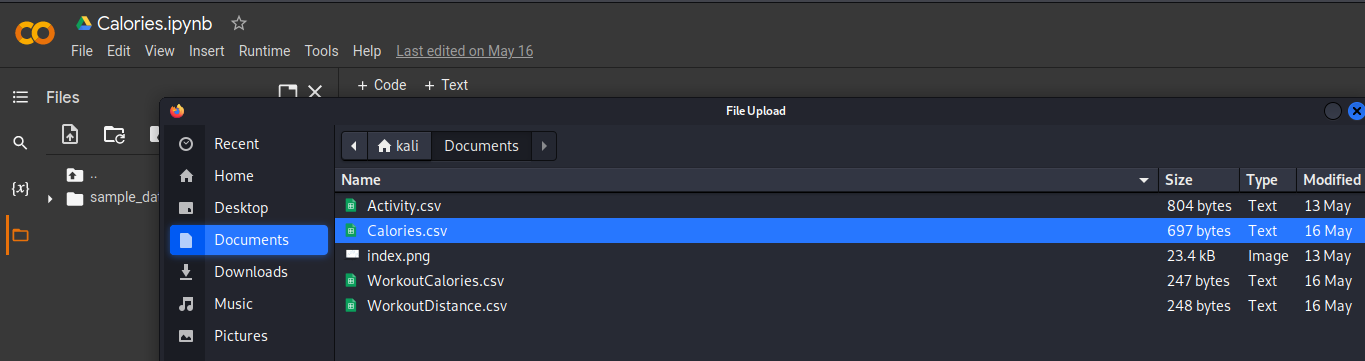 Calories.ipynb
File Edit View Insert Runtime Tools Help Last edited on May 16
Files
+ Code + Text
File Upload
{x}
..
sample_da
Recent
Home
Desktop
Documents
Downloads
Music
Pictures
kali Documents
Name Size Type Modified
Activity.csv 804 bytes Text 13 May
Calories.csv 697 bytes Text 16 May
index.png 23.4 kB Image 13 May
WorkoutCalories.csv 247 bytes Text 16 May
WorkoutDistance.csv 248 bytes Text 16 May